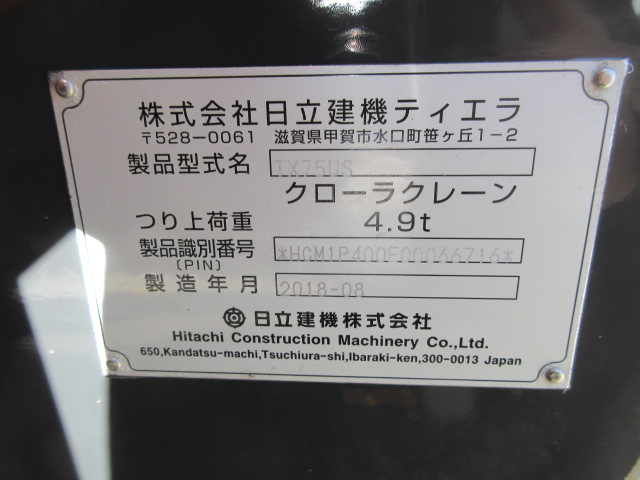 株式会社日立建機ティエラ
〒528-0061 滋賀県甲賀市水口町笹ヶ丘1-2
製品型式名 TX75US
クローラクレーン
つり上荷重 4.9t
製品識別番号 *HCM1P400E00066716*
(PIN)
製造年月 2018-08
日立建機株式会社
Hitachi Construction Machinery Co.,Ltd.
650,Kandatsu-machi,Tsuchiura-shi,Ibaraki-ken,300-0013 Japan